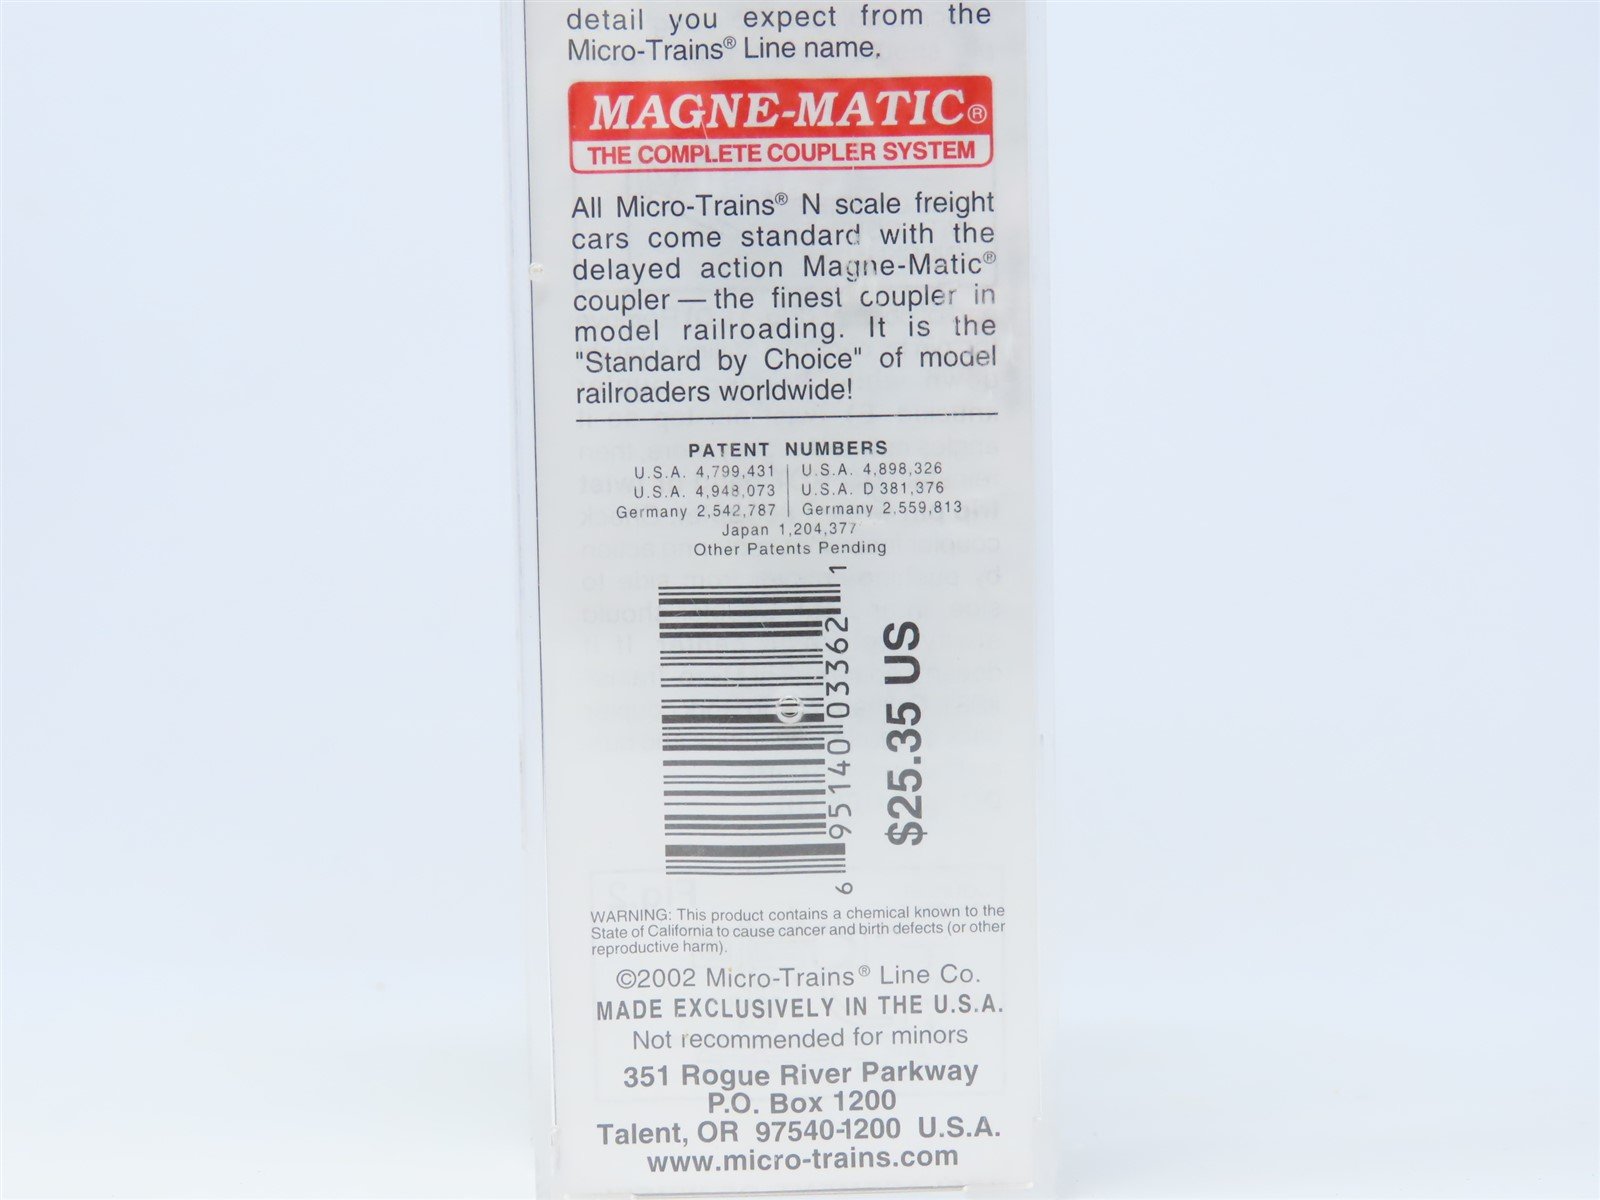 detail you expect from the
Micro-Trains® Line name.
MAGNE-MATIC®
THE COMPLETE COUPLER SYSTEM
All Micro-Trains® N scale freight
cars come standard with the
delayed action Magne-Matic®
coupler — the finest coupler in
model railroading. It is the
"Standard by Choice" of model
railroaders worldwide!
PATENT NUMBERS
U.S.A. 4,799,431 | U.S.A. 4,898,326
U.S.A. 4,948,073 | U.S.A. D 381,376
Germany 2,542,787 | Germany 2,559,813
Japan 1,204,377
Other Patents Pending
6 95140 03362 1
$25.35 US
WARNING: This product contains a chemical known to the
State of California to cause cancer and birth defects (or other
reproductive harm).
©2002 Micro-Trains® Line Co.
MADE EXCLUSIVELY IN THE U.S.A.
Not recommended for minors
351 Rogue River Parkway
P.O. Box 1200
Talent, OR 97540-1200 U.S.A.
www.micro-trains.com